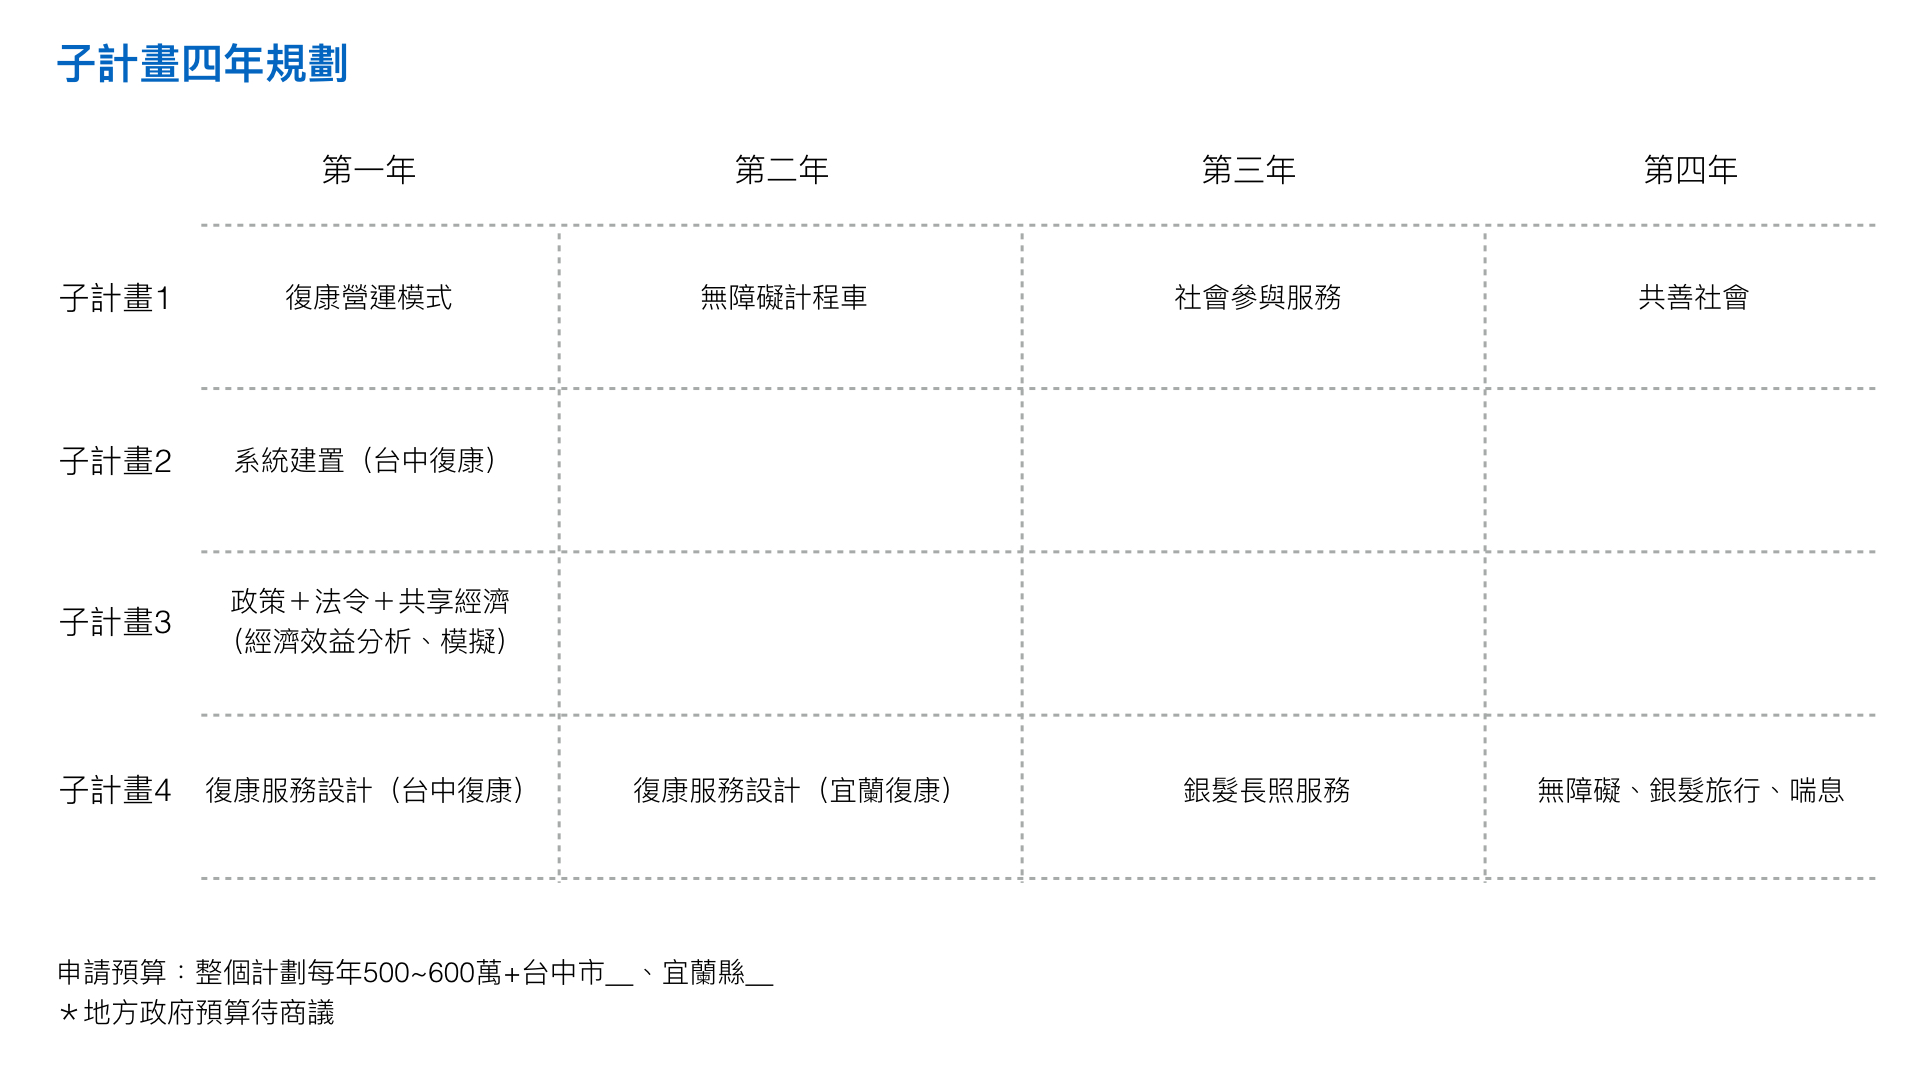 子計畫四年規劃
第一年 第二年 第三年 第四年
子計畫1 復康營運模式 無障礙計程車 社會參與服務 共善社會
子計畫2 系統建置（台中復康）
子計畫3 政策＋法令＋共享經濟
（經濟效益分析、模擬）
子計畫4 復康服務設計（台中復康） 復康服務設計（宜蘭復康） 銀髮長照服務 無障礙、銀髮旅行、喘息
申請預算：整個計劃每年500~600萬+台中市__、宜蘭縣__
＊地方政府預算待商議